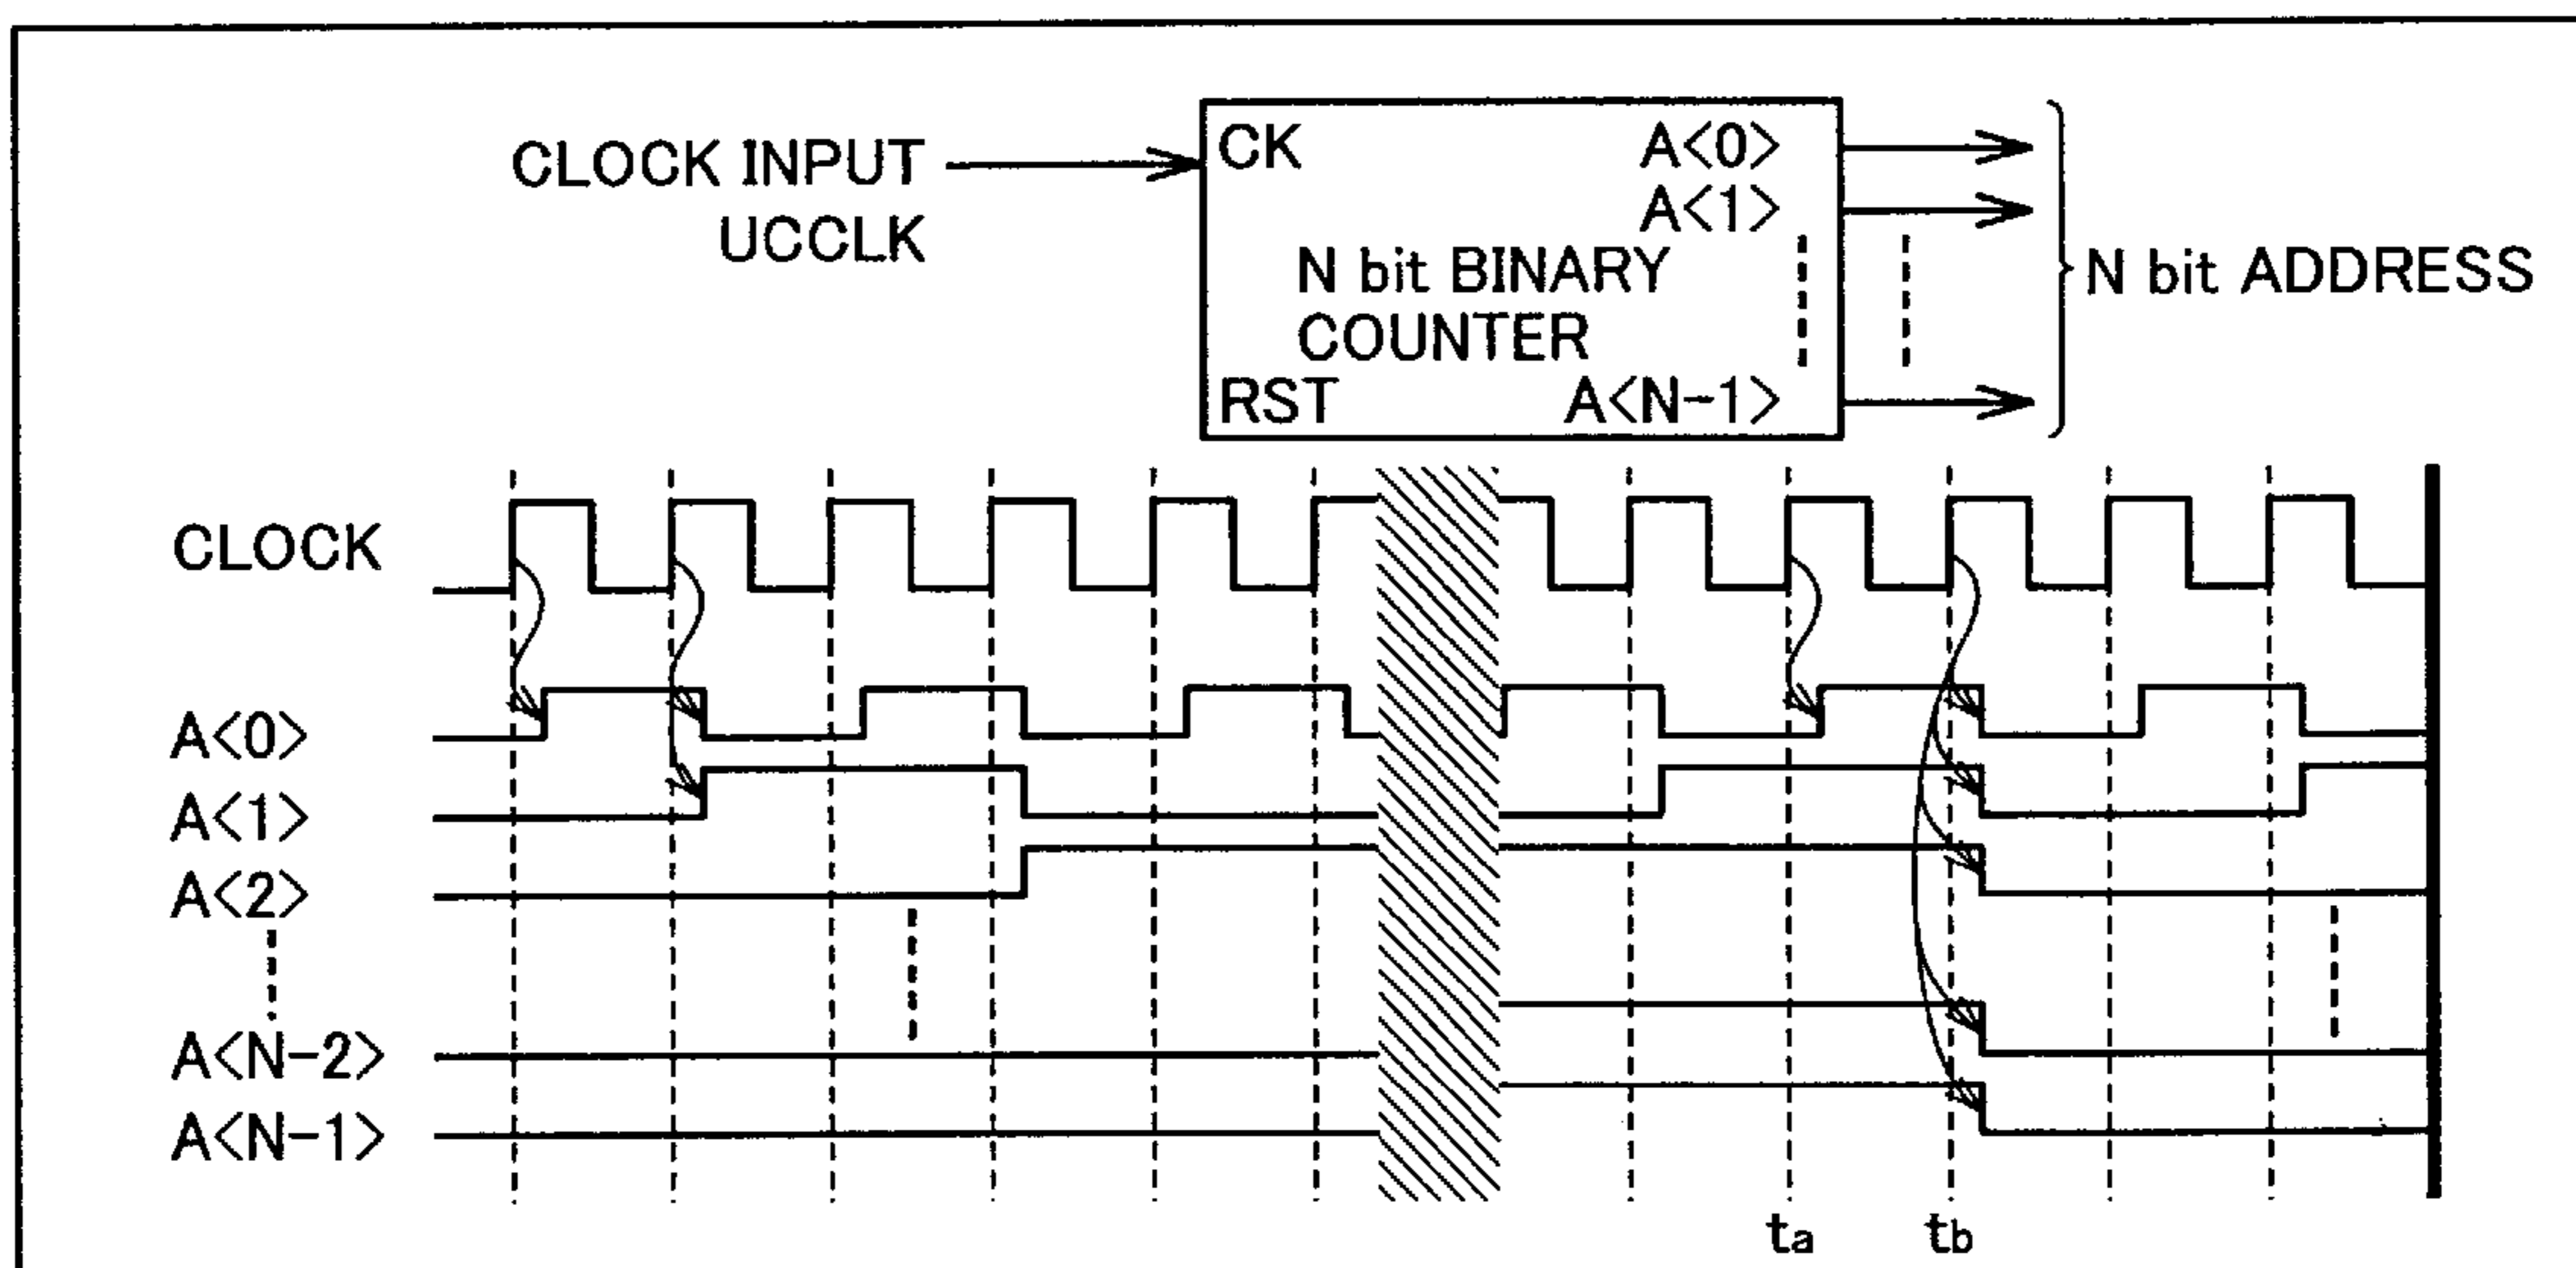 CLOCK INPUT
UCCLK
CK
A<0>
A<1>
N bit BINARY
COUNTER
RST
A<N-1>
N bit ADDRESS
CLOCK
A<0>
A<1>
A<2>
A<N-2>
A<N-1>
ta
tb